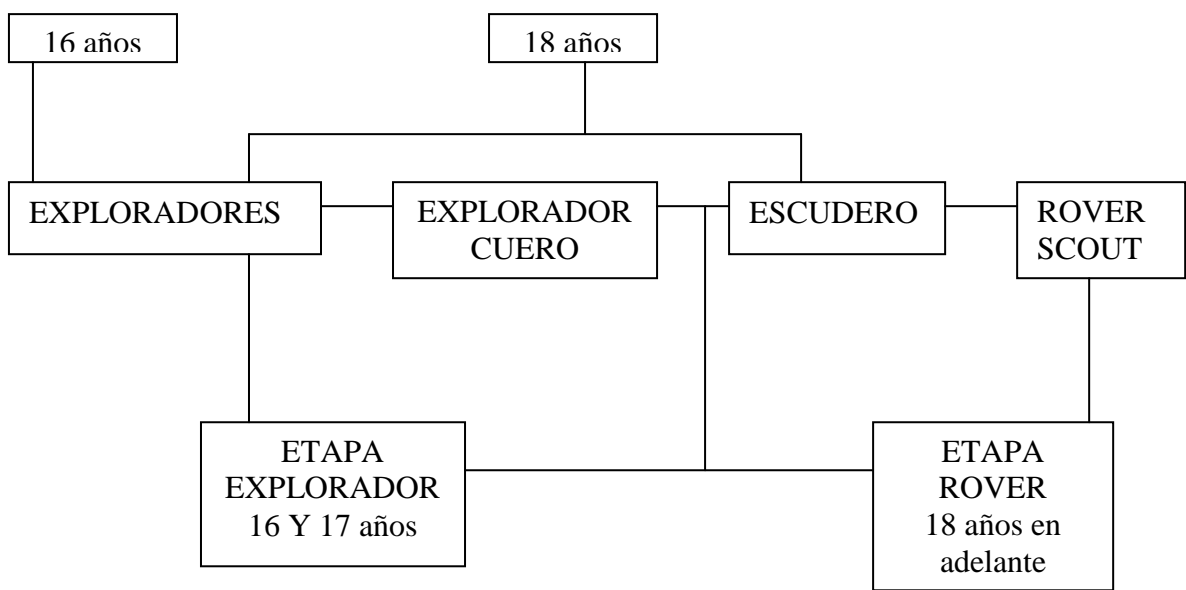 16 años
18 años
EXPLORADORES
EXPLORADOR
CUERO
ESCUDERO
ROVER
SCOUT
ETAPA
EXPLORADOR
16 Y 17 años
ETAPA
ROVER
18 años en
adelante